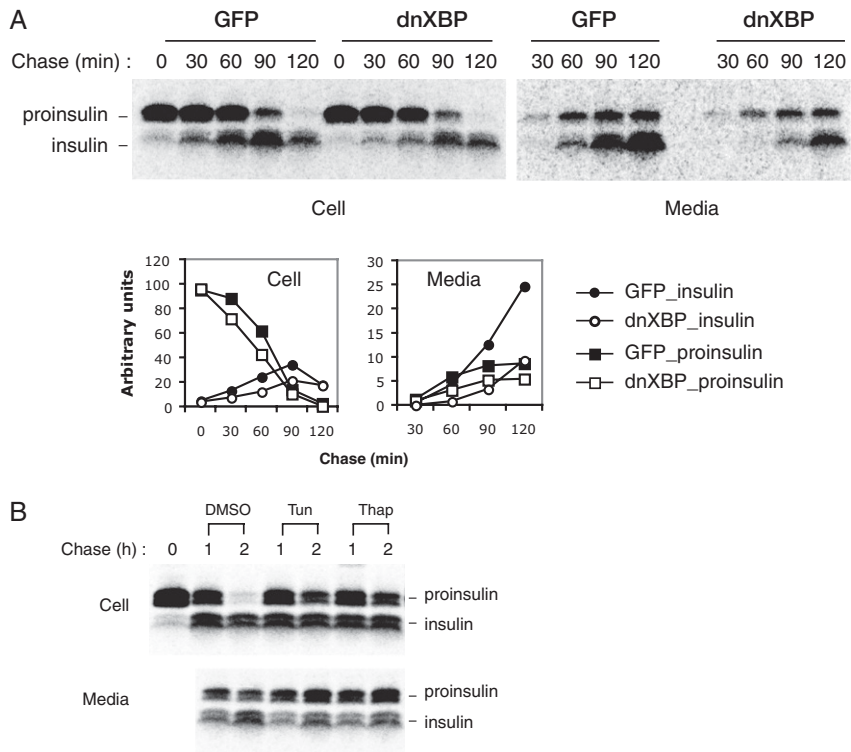 A
GFP dnXBP GFP dnXBP
Chase (min) : 0 30 60 90 120 0 30 60 90 120 30 60 90 120 30 60 90 120
proinsulin –
insulin –
Cell Media
120
100
80
60
40
20
0
Arbitrary units
Cell
0 30 60 90 120
30
25
20
15
10
5
0
Media
30 60 90 120
Chase (min)
GFP_insulin
dnXBP_insulin
GFP_proinsulin
dnXBP_proinsulin
B
DMSO Tun Thap
Chase (h) : 0 1 2 1 2 1 2
Cell
– proinsulin
– insulin
Media
– proinsulin
– insulin